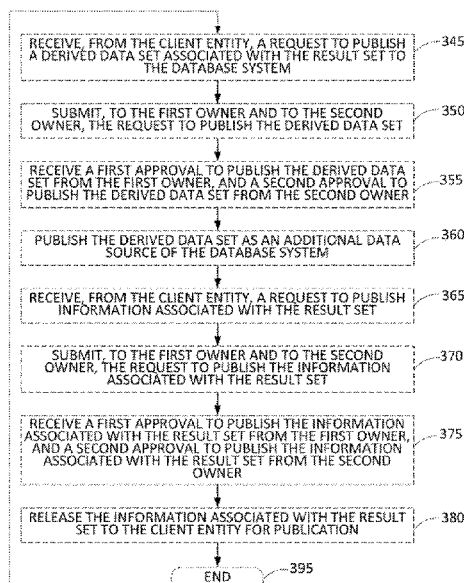 RECEIVE, FROM THE CLIENT ENTITY, A REQUEST TO PUBLISH
A DERIVED DATA SET ASSOCIATED WITH THE RESULT SET TO
THE DATABASE SYSTEM
345
SUBMIT, TO THE FIRST OWNER AND TO THE SECOND
OWNER, THE REQUEST TO PUBLISH THE DERIVED DATA SET
350
RECEIVE A FIRST APPROVAL TO PUBLISH THE DERIVED DATA
SET FROM THE FIRST OWNER, AND A SECOND APPROVAL TO
PUBLISH THE DERIVED DATA SET FROM THE SECOND OWNER
355
PUBLISH THE DERIVED DATA SET AS AN ADDITIONAL DATA
SOURCE OF THE DATABASE SYSTEM
360
RECEIVE, FROM THE CLIENT ENTITY, A REQUEST TO PUBLISH
INFORMATION ASSOCIATED WITH THE RESULT SET
365
SUBMIT, TO THE FIRST OWNER AND TO THE SECOND
OWNER, THE REQUEST TO PUBLISH THE INFORMATION
ASSOCIATED WITH THE RESULT SET
370
RECEIVE A FIRST APPROVAL TO PUBLISH THE INFORMATION
ASSOCIATED WITH THE RESULT SET FROM THE FIRST OWNER,
AND A SECOND APPROVAL TO PUBLISH THE INFORMATION
ASSOCIATED WITH THE RESULT SET FROM THE SECOND
OWNER
375
RELEASE THE INFORMATION ASSOCIATED WITH THE RESULT
SET TO THE CLIENT ENTITY FOR PUBLICATION
380
END
395